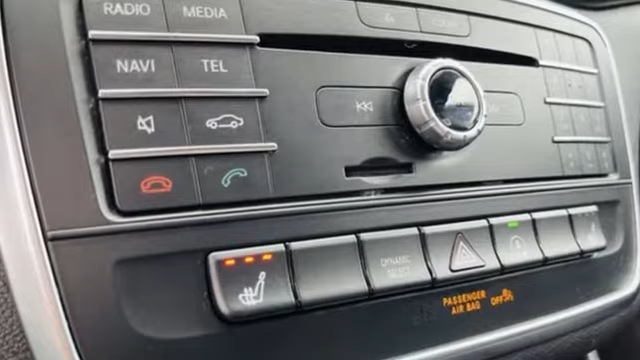 RADIO
MEDIA
NAVI
TEL
DYNAMIC
SELECT
PASSENGER
AIR BAG OFF